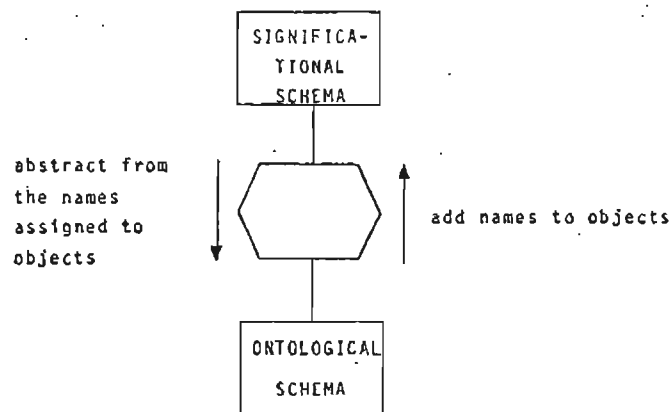 SIGNIFICA-
TIONAL
SCHEMA
abstract from
the names
assigned to
objects
add names to objects
ONTOLOGICAL
SCHEMA